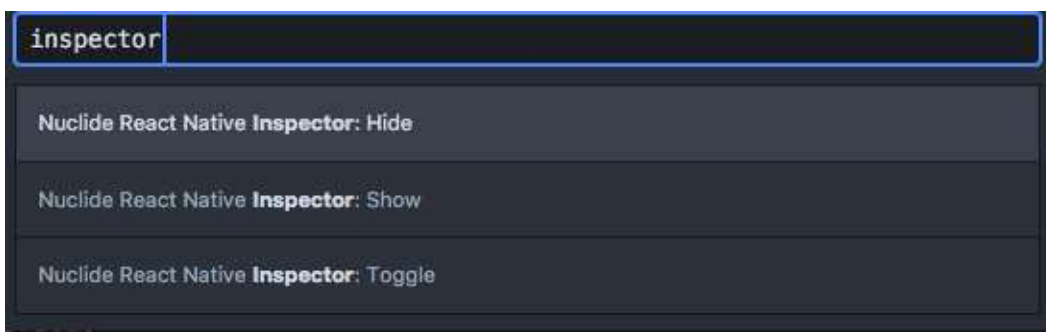 inspector
Nuclide React Native Inspector: Hide
Nuclide React Native Inspector: Show
Nuclide React Native Inspector: Toggle